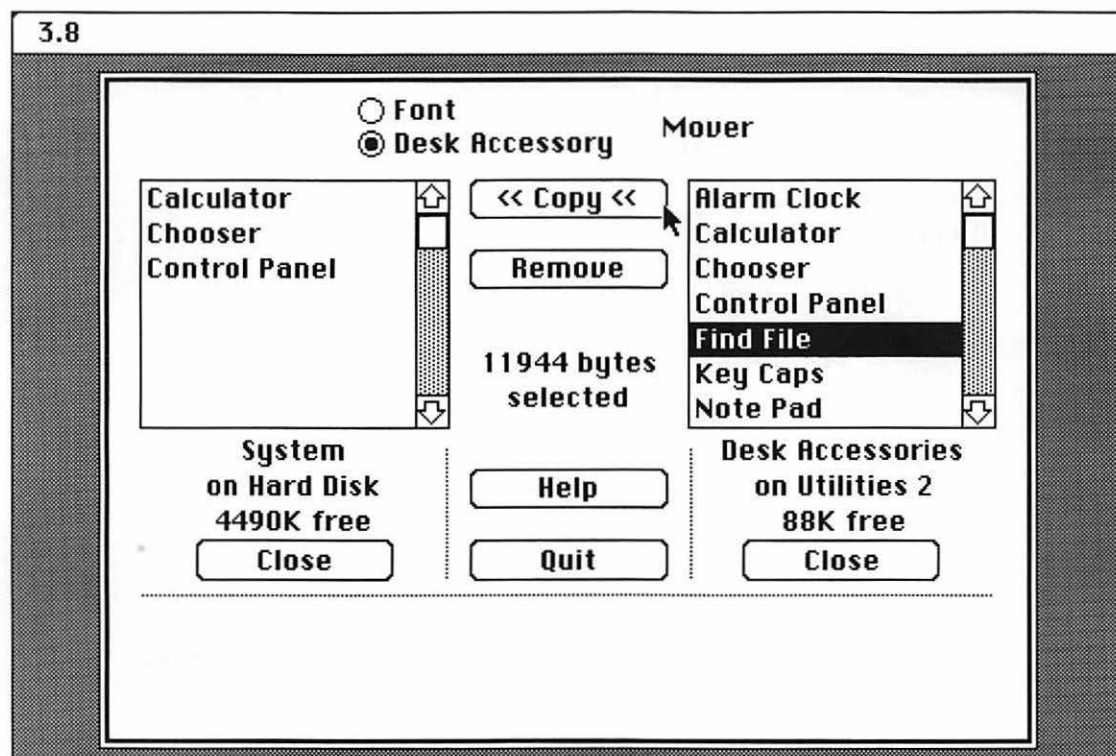 3.8
Font
Desk Accessory
Mover
Calculator
Chooser
Control Panel
<< Copy <<
Remove
11944 bytes
selected
Alarm Clock
Calculator
Chooser
Control Panel
Find File
Key Caps
Note Pad
System
on Hard Disk
4490K free
Close
Help
Quit
Desk Accessories
on Utilities 2
88K free
Close